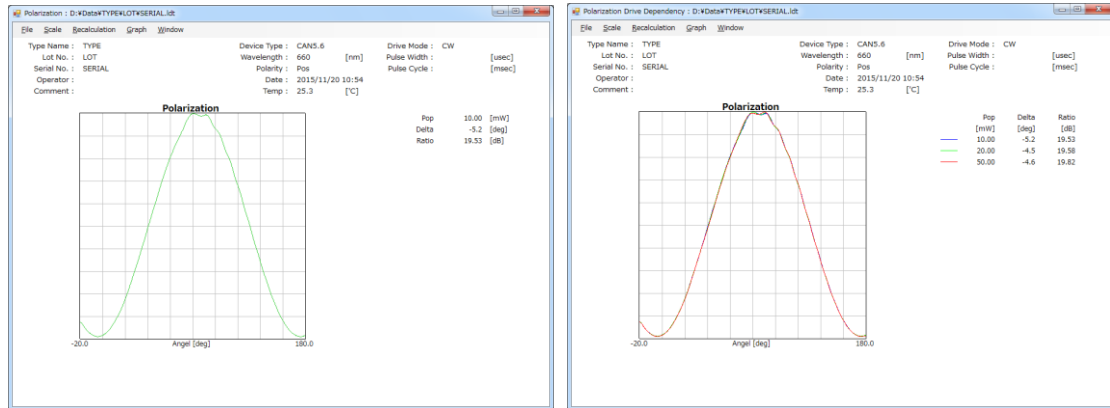 Polarization : D:¥Data¥TYPE¥LOT¥SERIAL.ldt
File Scale Recalculation Graph Window
Type Name : TYPE Device Type : CAN5.6 Drive Mode : CW
Lot No. : LOT Wavelength : 660 [nm] Pulse Width : [usec]
Serial No. : SERIAL Polarity : Pos Pulse Cycle : [msec]
Operator : Date : 2015/11/20 10:54
Comment : Temp : 25.3 [℃]
Polarization
Pop 10.00 [mW]
Delta -5.2 [deg]
Ratio 19.53 [dB]
-20.0 Angel [deg] 180.0
Polarization Drive Dependency : D:¥Data¥TYPE¥LOT¥SERIAL.ldt
File Scale Recalculation Graph Window
Type Name : TYPE Device Type : CAN5.6 Drive Mode : CW
Lot No. : LOT Wavelength : 660 [nm] Pulse Width : [usec]
Serial No. : SERIAL Polarity : Pos Pulse Cycle : [msec]
Operator : Date : 2015/11/20 10:54
Comment : Temp : 25.3 [℃]
Polarization
Pop Delta Ratio
[mW] [deg] [dB]
10.00 -5.2 19.53
20.00 -4.5 19.58
50.00 -4.6 19.82
-20.0 Angel [deg] 180.0